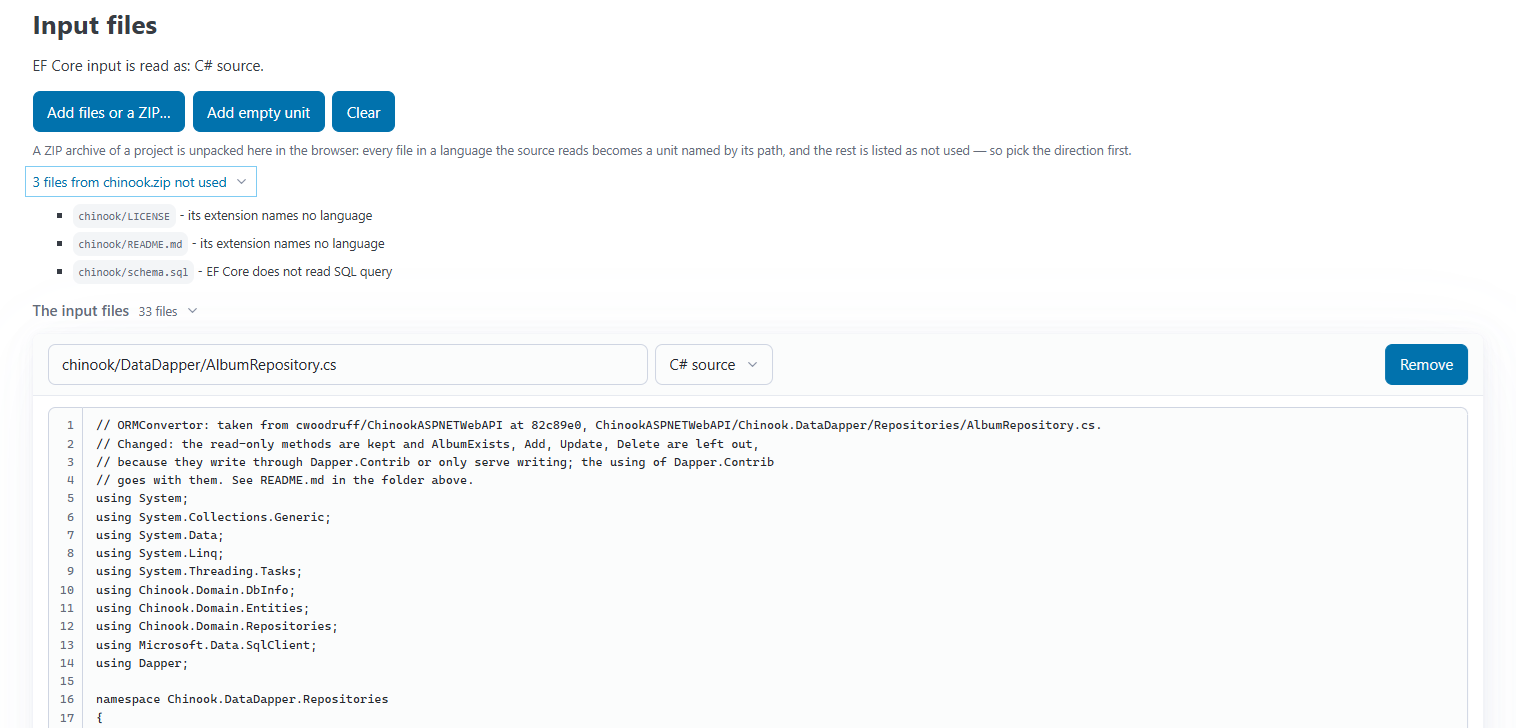 Input files
EF Core input is read as: C# source.
Add files or a ZIP...
Add empty unit
Clear
A ZIP archive of a project is unpacked here in the browser: every file in a language the source reads becomes a unit named by its path, and the rest is listed as not used — so pick the direction first.
3 files from chinook.zip not used
chinook/LICENSE - its extension names no language
chinook/README.md - its extension names no language
chinook/schema.sql - EF Core does not read SQL query
The input files 33 files
chinook/DataDapper/AlbumRepository.cs
C# source
Remove
1 // ORMConvertor: taken from cwoodruff/ChinookASPNETWebAPI at 82c89e0, ChinookASPNETWebAPI/Chinook.DataDapper/Repositories/AlbumRepository.cs.
2 // Changed: the read-only methods are kept and AlbumExists, Add, Update, Delete are left out,
3 // because they write through Dapper.Contrib or only serve writing; the using of Dapper.Contrib
4 // goes with them. See README.md in the folder above.
5 using System;
6 using System.Collections.Generic;
7 using System.Data;
8 using System.Linq;
9 using System.Threading.Tasks;
10 using Chinook.Domain.DbInfo;
11 using Chinook.Domain.Entities;
12 using Chinook.Domain.Repositories;
13 using Microsoft.Data.SqlClient;
14 using Dapper;
15
16 namespace Chinook.DataDapper.Repositories
17 {